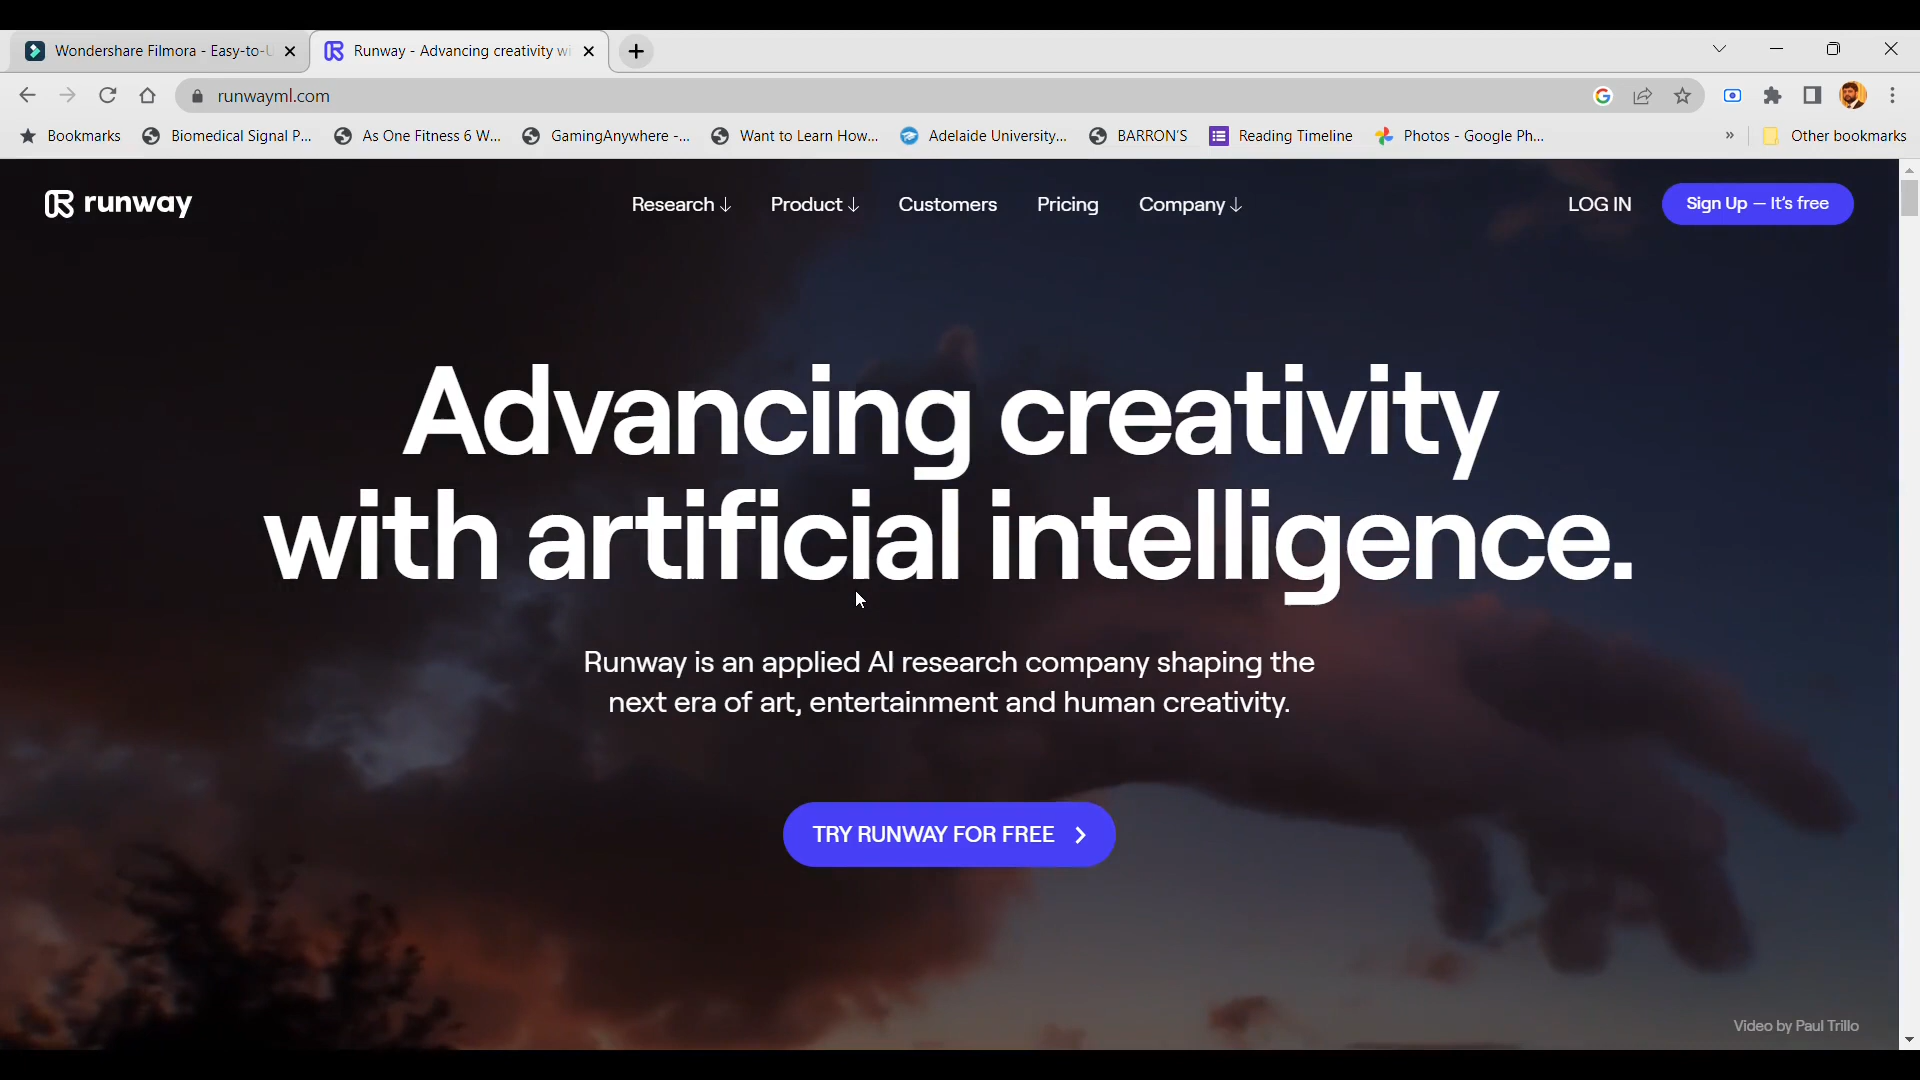 Wondershare Filmora - Easy-to-U
Runway - Advancing creativity wi
runwayml.com
Bookmarks
Biomedical Signal P...
As One Fitness 6 W...
GamingAnywhere -...
Want to Learn How...
Adelaide University...
BARRON'S
Reading Timeline
Photos - Google Ph...
»
Other bookmarks
runway
Research ↓
Product ↓
Customers
Pricing
Company ↓
LOG IN
Sign Up — It's free
Advancing creativity
with artificial intelligence.
Runway is an applied AI research company shaping the
next era of art, entertainment and human creativity.
TRY RUNWAY FOR FREE >
Video by Paul Trillo